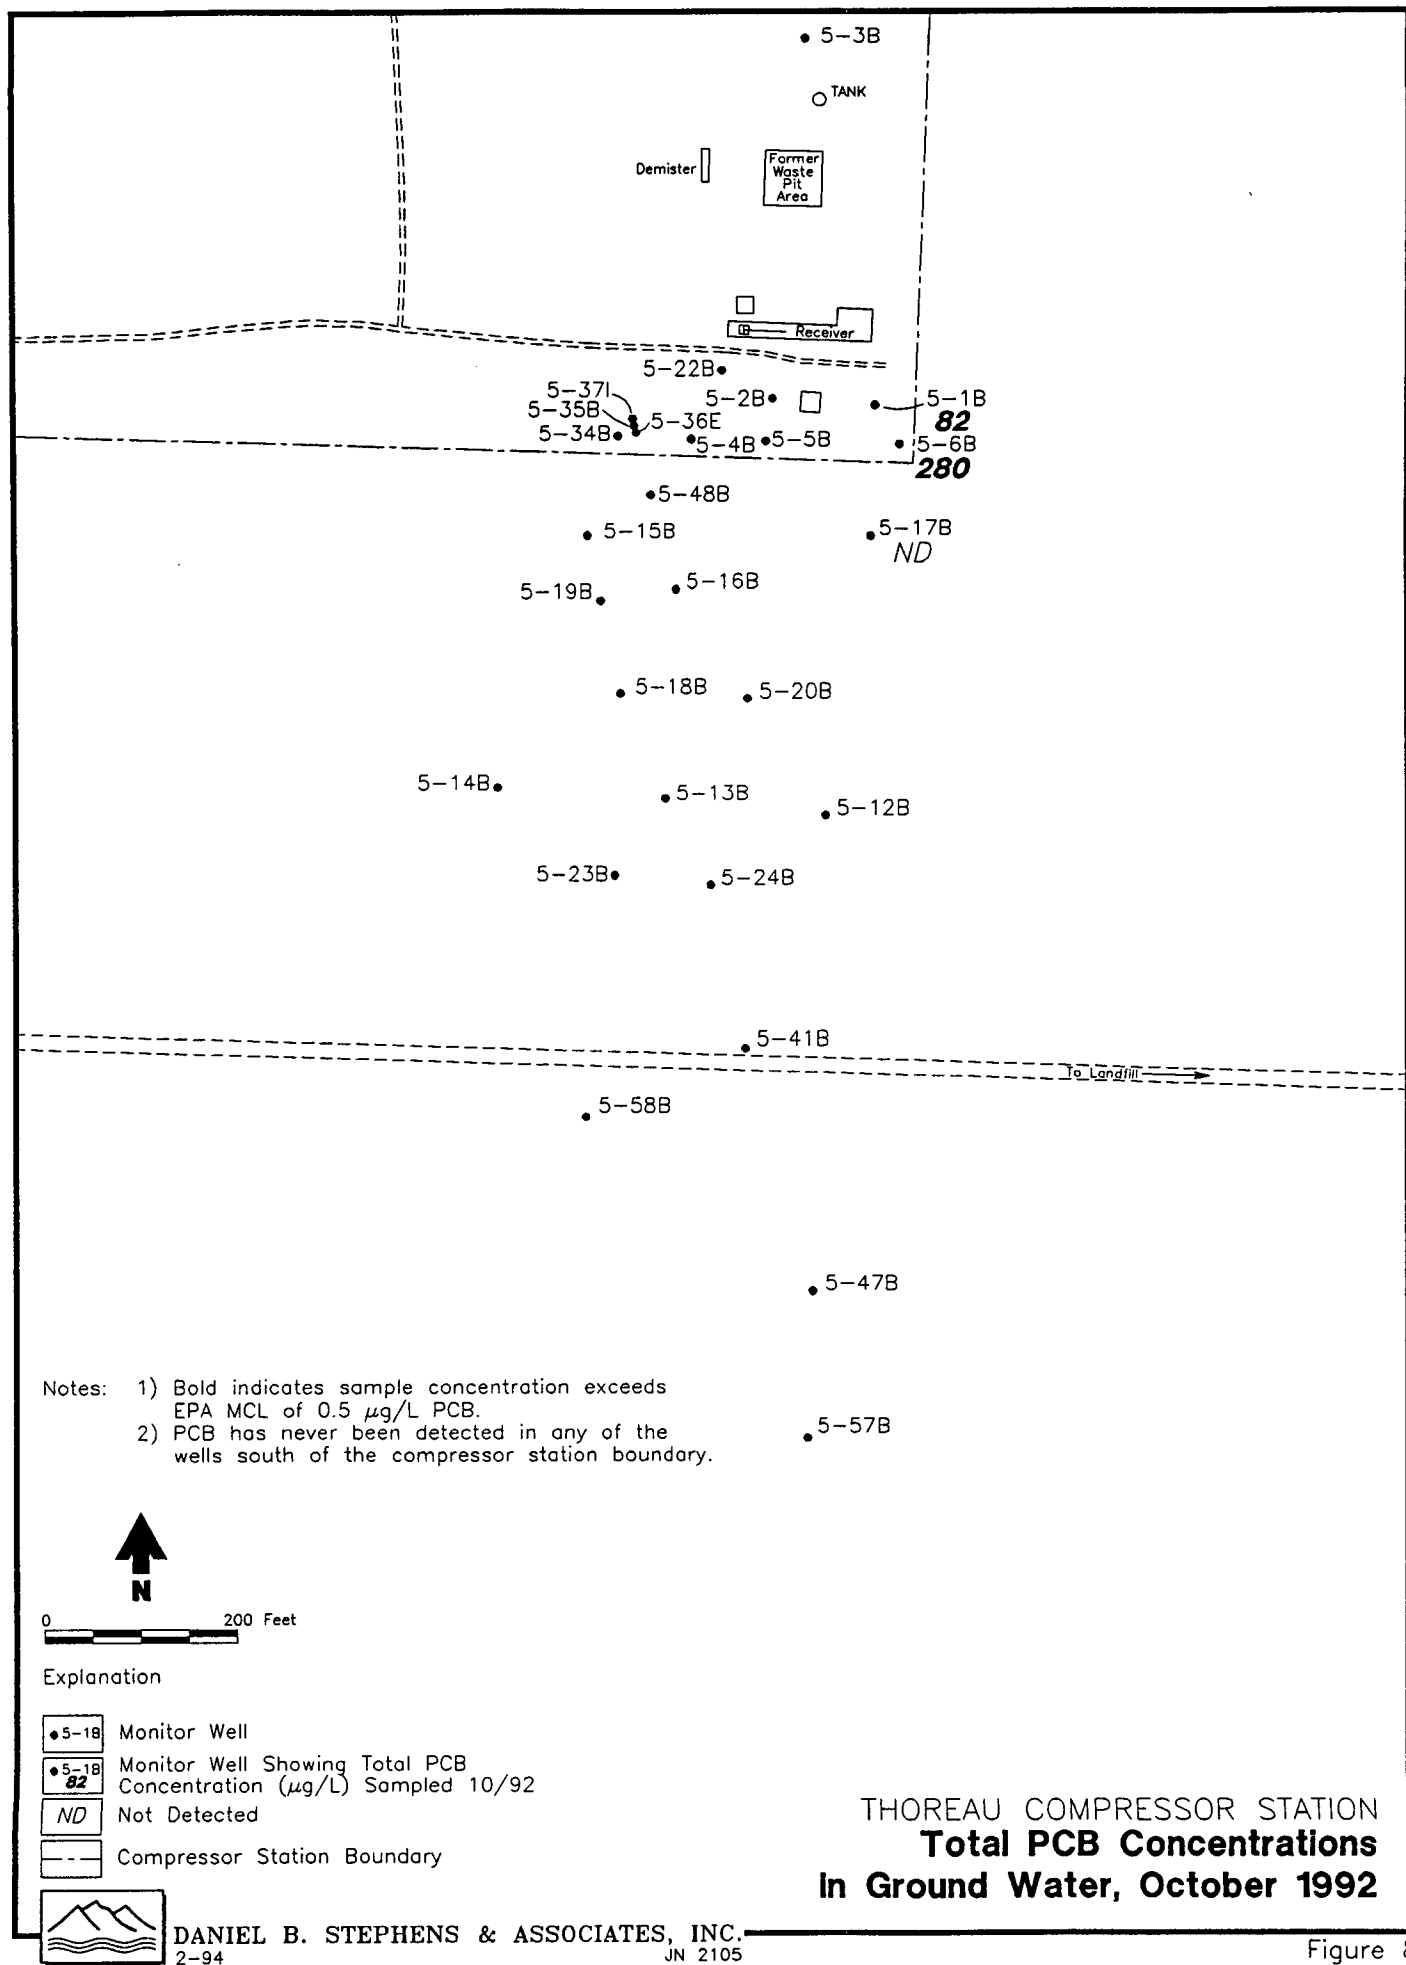 5-3B
TANK
Demister
Former
Waste
Pit
Area
Receiver
5-22B
5-37I
5-2B
5-1B
82
5-35B
5-36E
5-34B
5-4B
5-5B
5-6B
280
5-48B
5-15B
5-17B
ND
5-19B
5-16B
5-18B
5-20B
5-14B
5-13B
5-12B
5-23B
5-24B
5-41B
To Landfill
5-58B
5-47B
5-57B
Notes: 1) Bold indicates sample concentration exceeds
EPA MCL of 0.5 μg/L PCB.
2) PCB has never been detected in any of the
wells south of the compressor station boundary.
N
0 200 Feet
Explanation
5-1B Monitor Well
5-1B Monitor Well Showing Total PCB
82 Concentration (μg/L) Sampled 10/92
ND Not Detected
Compressor Station Boundary
THOREAU COMPRESSOR STATION
Total PCB Concentrations
in Ground Water, October 1992
DANIEL B. STEPHENS & ASSOCIATES, INC.
2-94 JN 2105
Figure